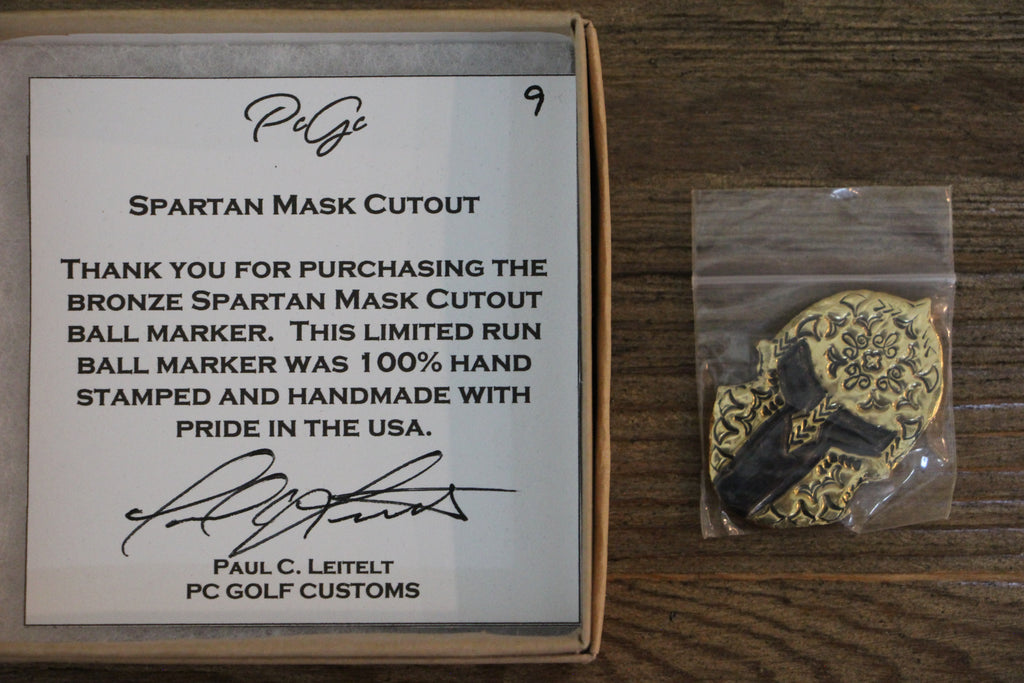 PcGc
9
SPARTAN MASK CUTOUT
THANK YOU FOR PURCHASING THE
BRONZE SPARTAN MASK CUTOUT
BALL MARKER. THIS LIMITED RUN
BALL MARKER WAS 100% HAND
STAMPED AND HANDMADE WITH
PRIDE IN THE USA.
PAUL C. LEITELT
PC GOLF CUSTOMS